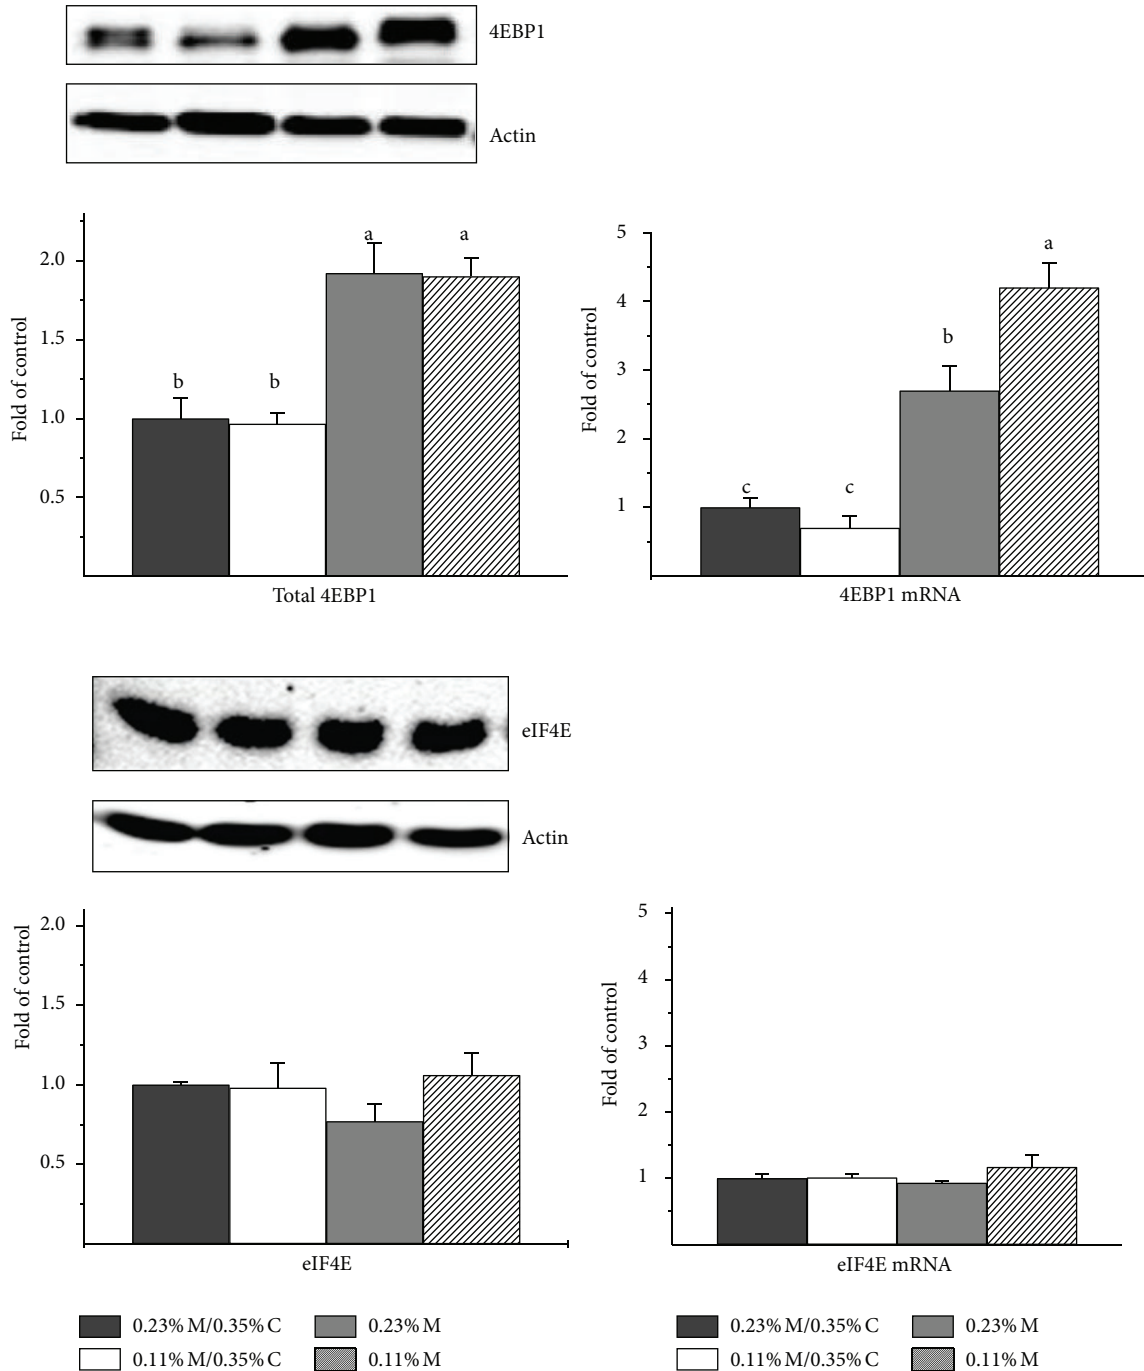 4EBP1
Actin
Fold of control
2.0
1.5
1.0
0.5
a
a
b
b
Total 4EBP1
Fold of control
5
4
3
2
1
a
b
c
c
4EBP1 mRNA
eIF4E
Actin
Fold of control
2.0
1.5
1.0
0.5
eIF4E
Fold of control
5
4
3
2
1
eIF4E mRNA
0.23% M/0.35% C
0.23% M
0.11% M/0.35% C
0.11% M
0.23% M/0.35% C
0.23% M
0.11% M/0.35% C
0.11% M